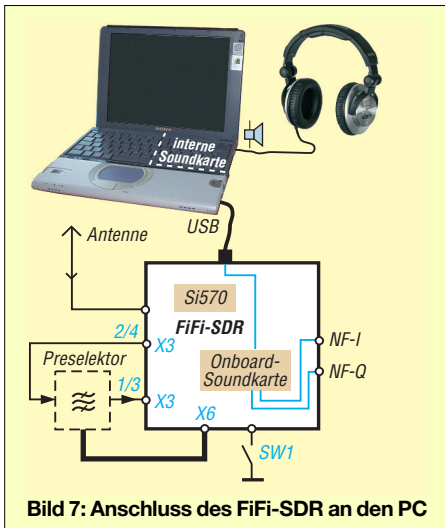 SONY
interne
Soundkarte
USB
Antenne
Si570
FiFi-SDR
2/4
X3
Preselektor
Onboard-
Soundkarte
NF-I
NF-Q
1/3
X3
X6
SW1
Bild 7: Anschluss des FiFi-SDR an den PC